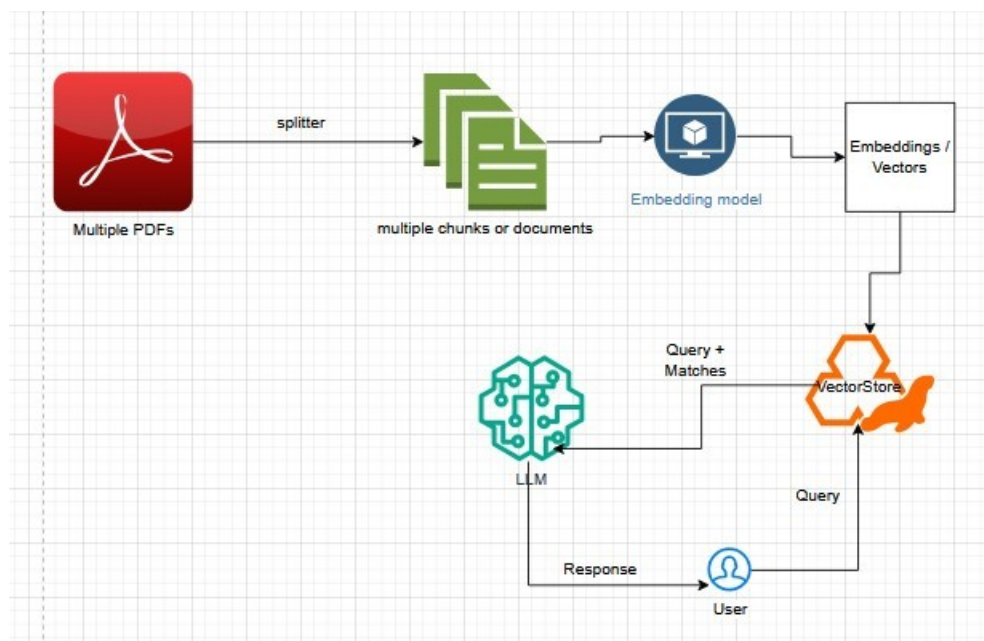 splitter
Multiple PDFs
multiple chunks or documents
Embedding model
Embeddings /
Vectors
Query +
Matches
VectorStore
LLM
Query
Response
User